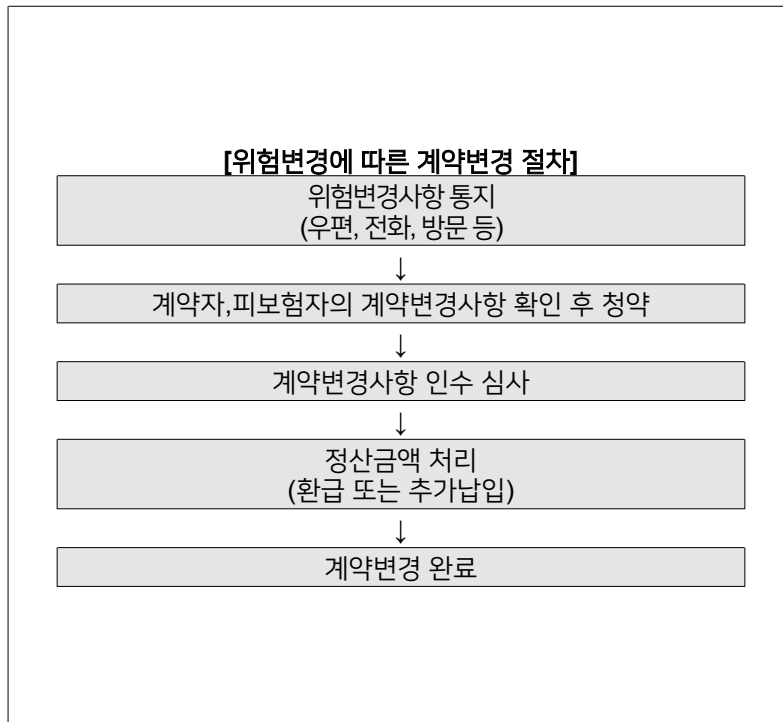 [위험변경에 따른 계약변경 절차]
위험변경사항 통지
(우편, 전화, 방문 등)
↓
계약자,피보험자의 계약변경사항 확인 후 청약
↓
계약변경사항 인수 심사
↓
정산금액 처리
(환급 또는 추가납입)
↓
계약변경 완료